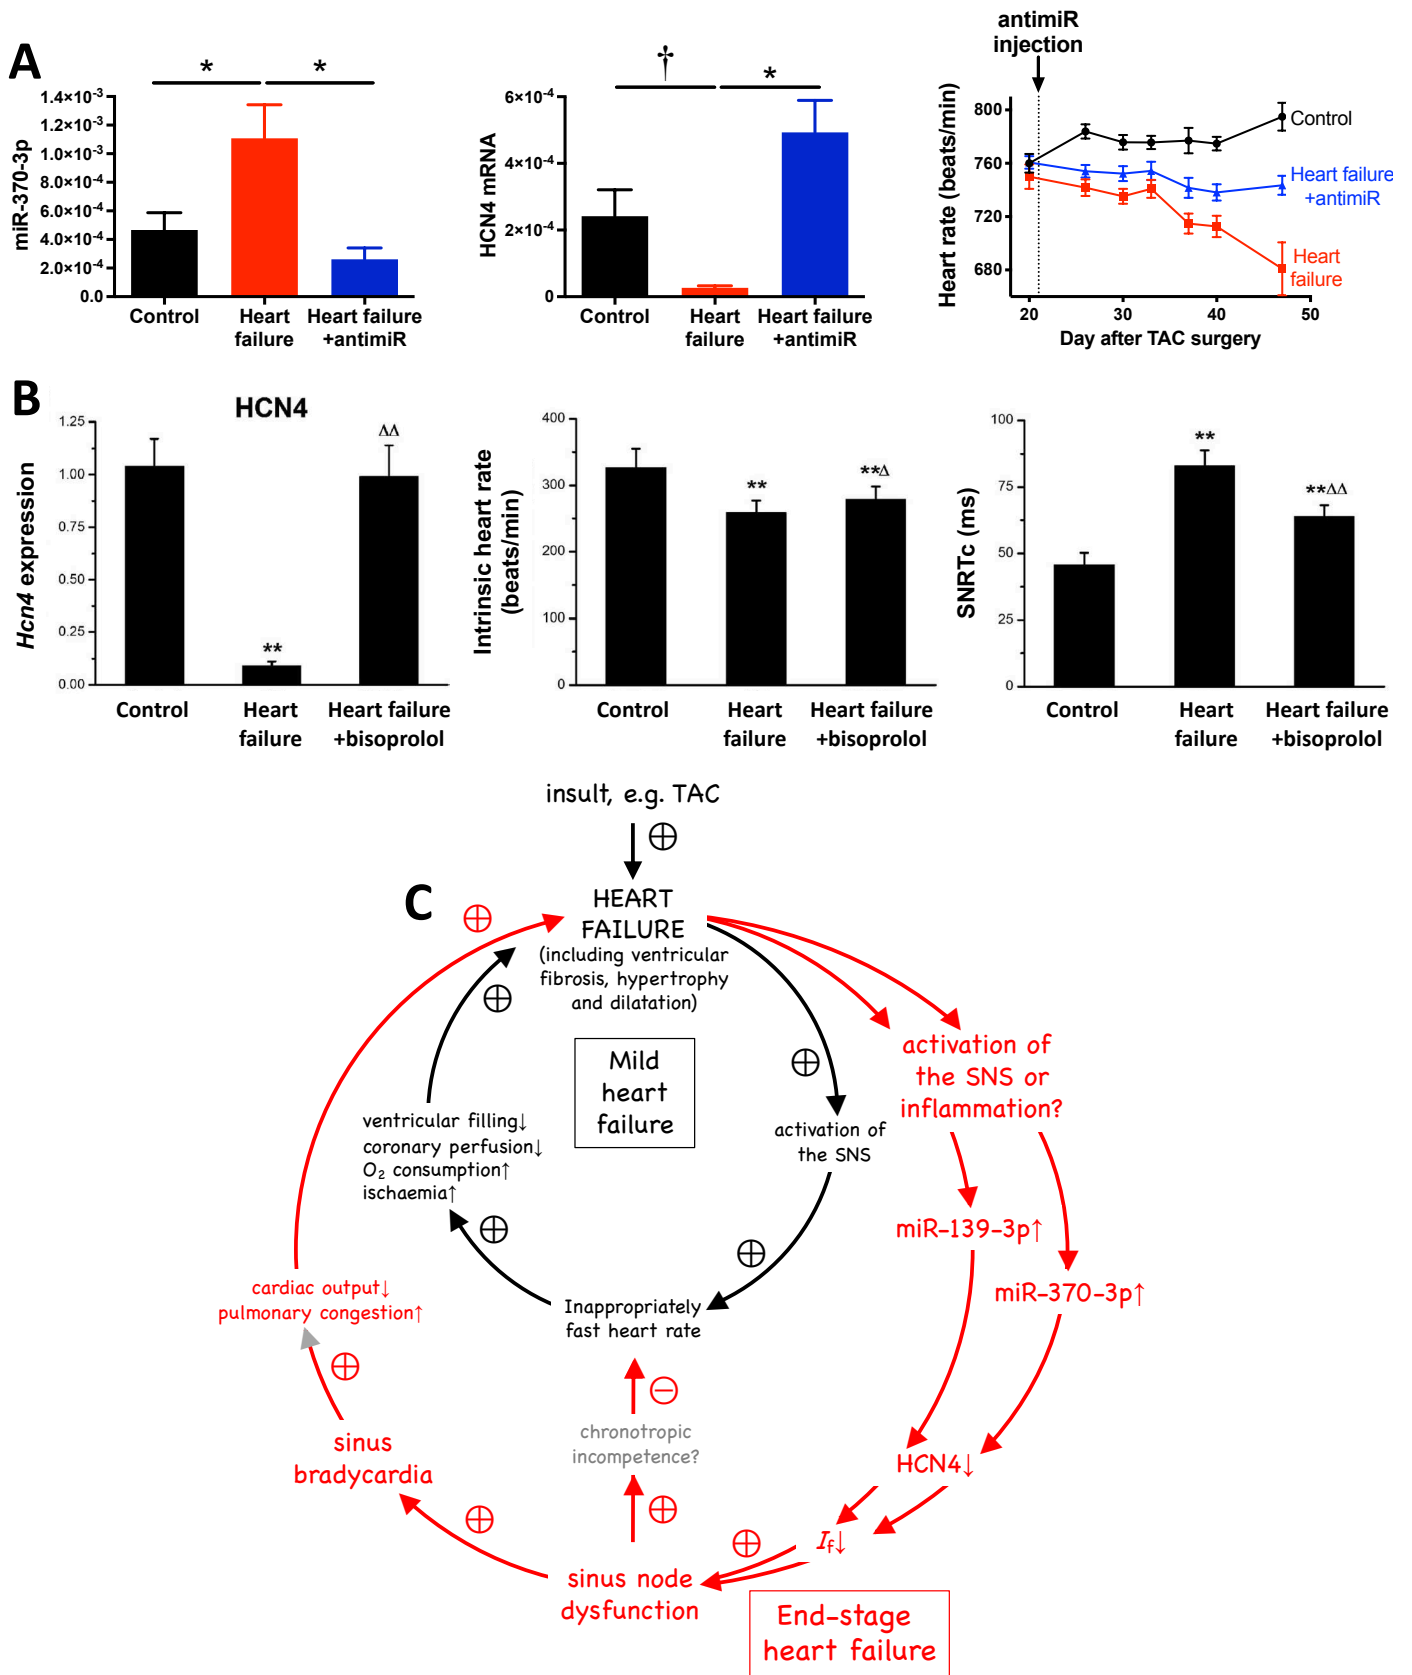 A
miR-370-3p
1.4×10⁻³
1.2×10⁻³
1.0×10⁻³
8.0×10⁻⁴
6.0×10⁻⁴
4.0×10⁻⁴
2.0×10⁻⁴
0.0
*
*
Control
Heart
failure
Heart failure
+antimiR
HCN4 mRNA
6×10⁻⁴
4×10⁻⁴
2×10⁻⁴
0
†
*
Control
Heart
failure
Heart failure
+antimiR
antimiR
injection
Heart rate (beats/min)
800
760
720
680
20
30
40
50
Day after TAC surgery
Control
Heart failure
+antimiR
Heart
failure
B
HCN4
Hcn4 expression
1.25
1.00
0.75
0.50
0.25
0.00
**
ΔΔ
Control
Heart
failure
Heart failure
+bisoprolol
Intrinsic heart rate
(beats/min)
400
300
200
100
0
**
**Δ
Control
Heart
failure
Heart failure
+bisoprolol
SNRTc (ms)
100
75
50
25
0
**
**ΔΔ
Control
Heart
failure
Heart failure
+bisoprolol
C
insult, e.g. TAC
⊕
HEART
FAILURE
(including ventricular
fibrosis, hypertrophy
and dilatation)
⊕
⊕
Mild
heart
failure
⊕
activation of
the SNS or
inflammation?
activation of
the SNS
ventricular filling↓
coronary perfusion↓
O₂ consumption↑
ischaemia↑
⊕
⊕
miR-139-3p↑
miR-370-3p↑
cardiac output↓
pulmonary congestion↑
Inappropriately
fast heart rate
⊕
⊖
chronotropic
incompetence?
sinus
bradycardia
HCN4↓
⊕
⊕
⊕
If↓
sinus node
dysfunction
End-stage
heart failure